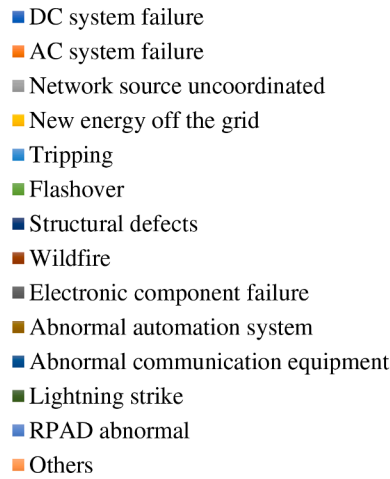 DC system failure
AC system failure
Network source uncoordinated
New energy off the grid
Tripping
Flashover
Structural defects
Wildfire
Electronic component failure
Abnormal automation system
Abnormal communication equipment
Lightning strike
RPAD abnormal
Others